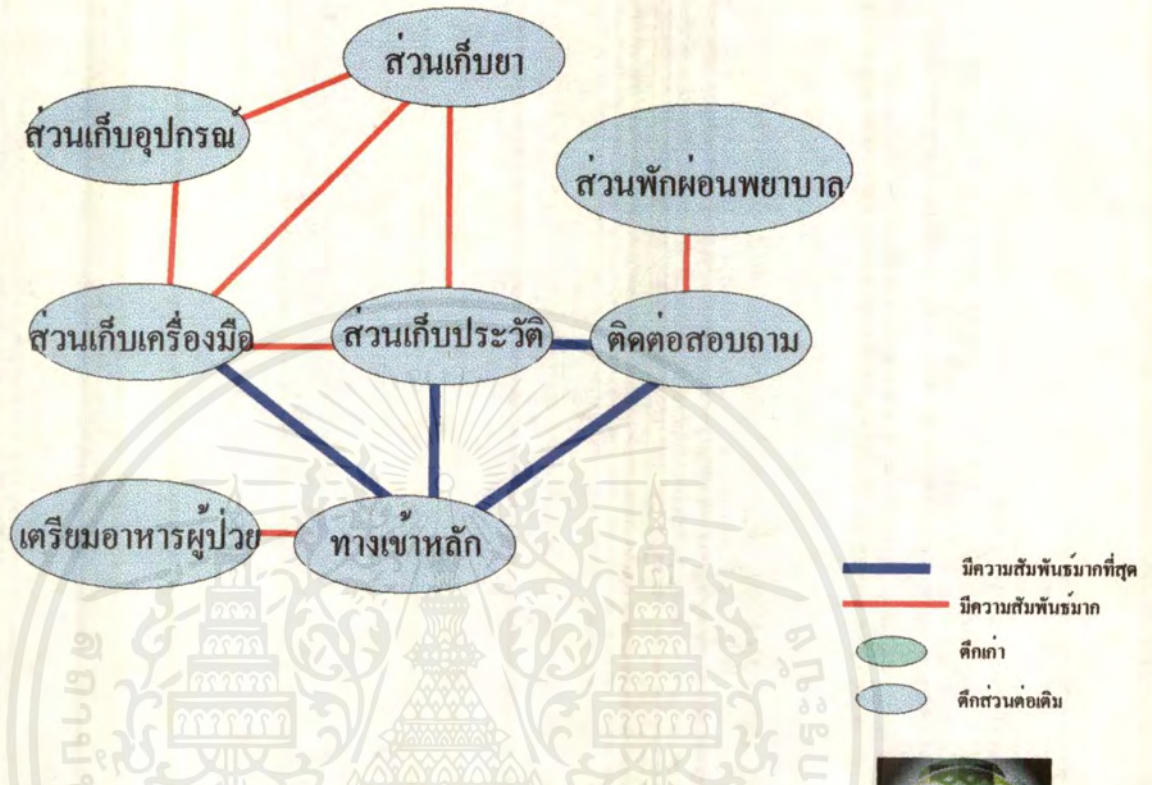 ส่วนเก็บยา
ส่วนเก็บอุปกรณ์
ส่วนพักผ่อนพยาบาล
ส่วนเก็บเครื่องมือ
ส่วนเก็บประวัติ
ติดต่อสอบถาม
เตรียมอาหารผู้ป่วย
ทางเข้าหลัก
มีความสัมพันธ์มากที่สุด
มีความสัมพันธ์มาก
ตึกเก่า
ตึกส่วนต่อเติม